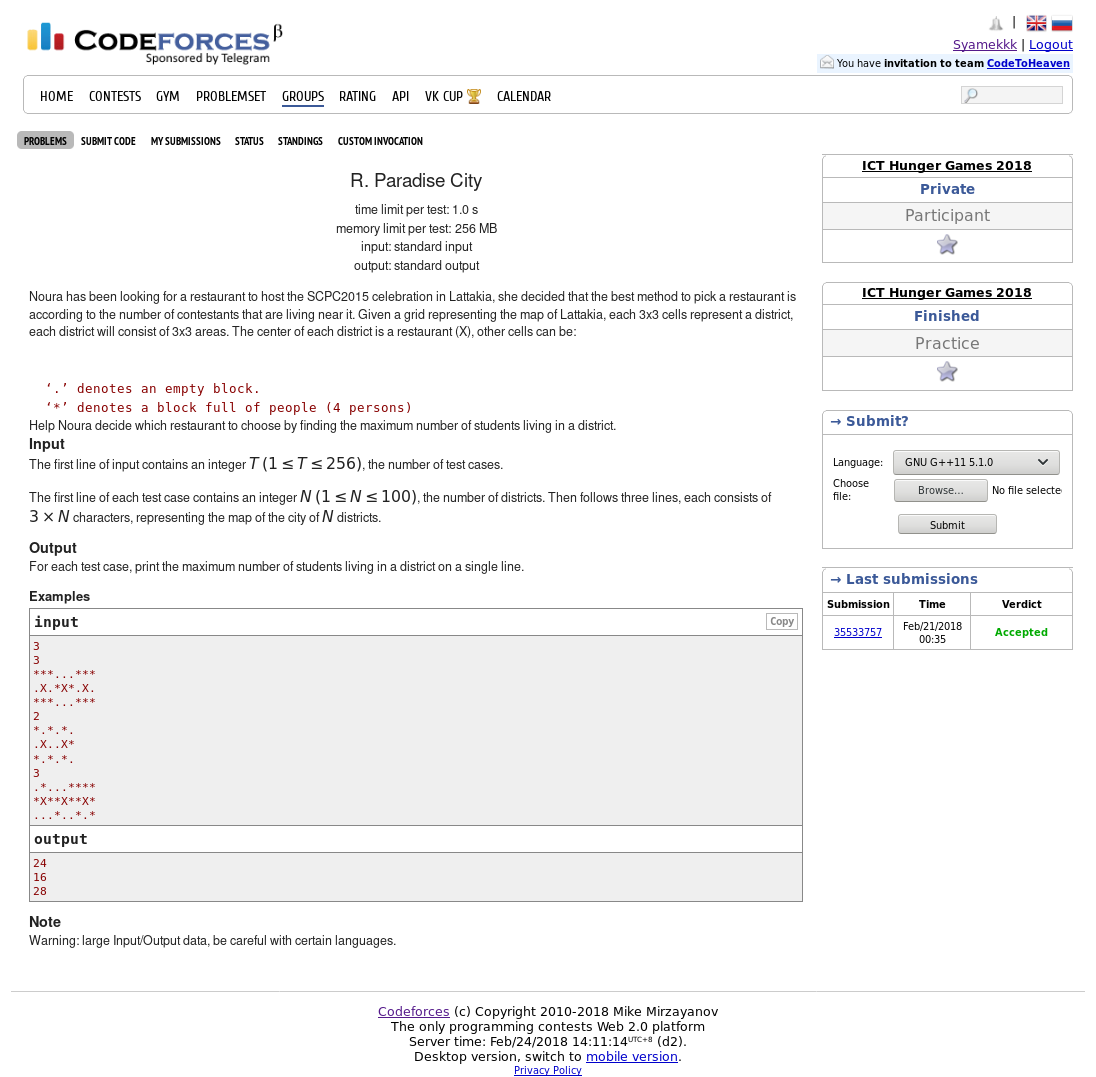 CODEFORCES β
Sponsored by Telegram
|
Syamekkk | Logout
You have invitation to team CodeToHeaven
HOME CONTESTS GYM PROBLEMSET GROUPS RATING API VK CUP CALENDAR
PROBLEMS SUBMIT CODE MY SUBMISSIONS STATUS STANDINGS CUSTOM INVOCATION
R. Paradise City
time limit per test: 1.0 s
memory limit per test: 256 MB
input: standard input
output: standard output
Noura has been looking for a restaurant to host the SCPC2015 celebration in Lattakia, she decided that the best method to pick a restaurant is
according to the number of contestants that are living near it. Given a grid representing the map of Lattakia, each 3x3 cells represent a district,
each district will consist of 3x3 areas. The center of each district is a restaurant (X), other cells can be:
‘.’ denotes an empty block.
‘*’ denotes a block full of people (4 persons)
Help Noura decide which restaurant to choose by finding the maximum number of students living in a district.
Input
The first line of input contains an integer T (1 ≤ T ≤ 256), the number of test cases.
The first line of each test case contains an integer N (1 ≤ N ≤ 100), the number of districts. Then follows three lines, each consists of
3 × N characters, representing the map of the city of N districts.
Output
For each test case, print the maximum number of students living in a district on a single line.
Examples
input Copy
3
3
***...***
.X.*X*.X.
***...***
2
*.*.*.
.X..X*
*.*.*.
3
.*...****
*X**X**X*
...*..*.*
output
24
16
28
Note
Warning: large Input/Output data, be careful with certain languages.
ICT Hunger Games 2018
Private
Participant
ICT Hunger Games 2018
Finished
Practice
→ Submit?
Language: GNU G++11 5.1.0
Choose file: Browse... No file selecte
Submit
→ Last submissions
Submission Time Verdict
35533757 Feb/21/2018 00:35 Accepted
Codeforces (c) Copyright 2010-2018 Mike Mirzayanov
The only programming contests Web 2.0 platform
Server time: Feb/24/2018 14:11:14UTC+8 (d2).
Desktop version, switch to mobile version.
Privacy Policy